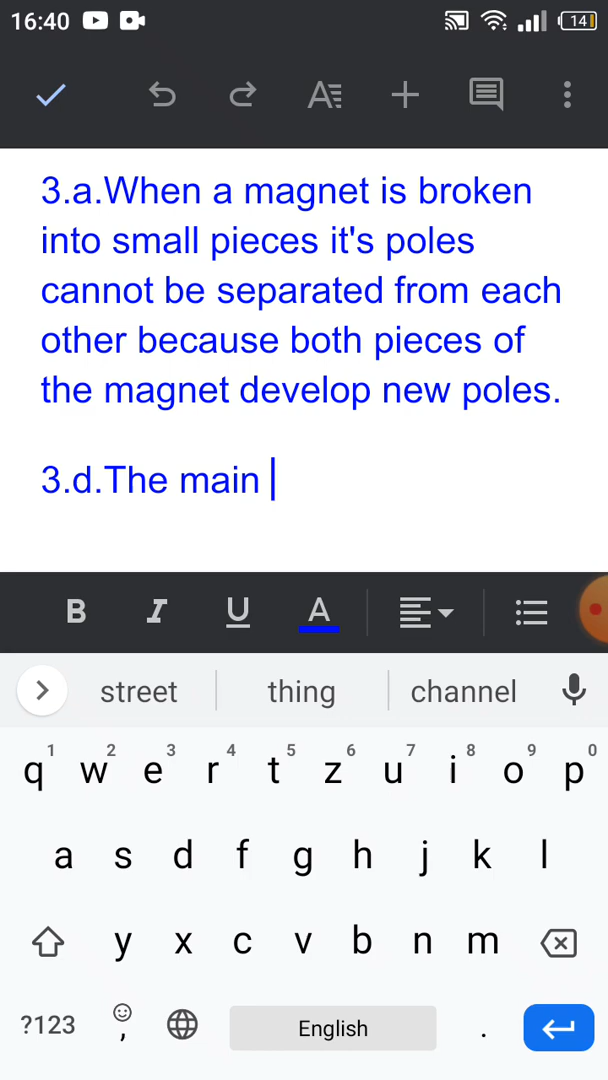 16:40
14
3.a.When a magnet is broken
into small pieces it's poles
cannot be separated from each
other because both pieces of
the magnet develop new poles.
3.d.The main
B I U A
street thing channel
1 2 3 4 5 6 7 8 9 0
q w e r t z u i o p
a s d f g h j k l
y x c v b n m
?123 , English .